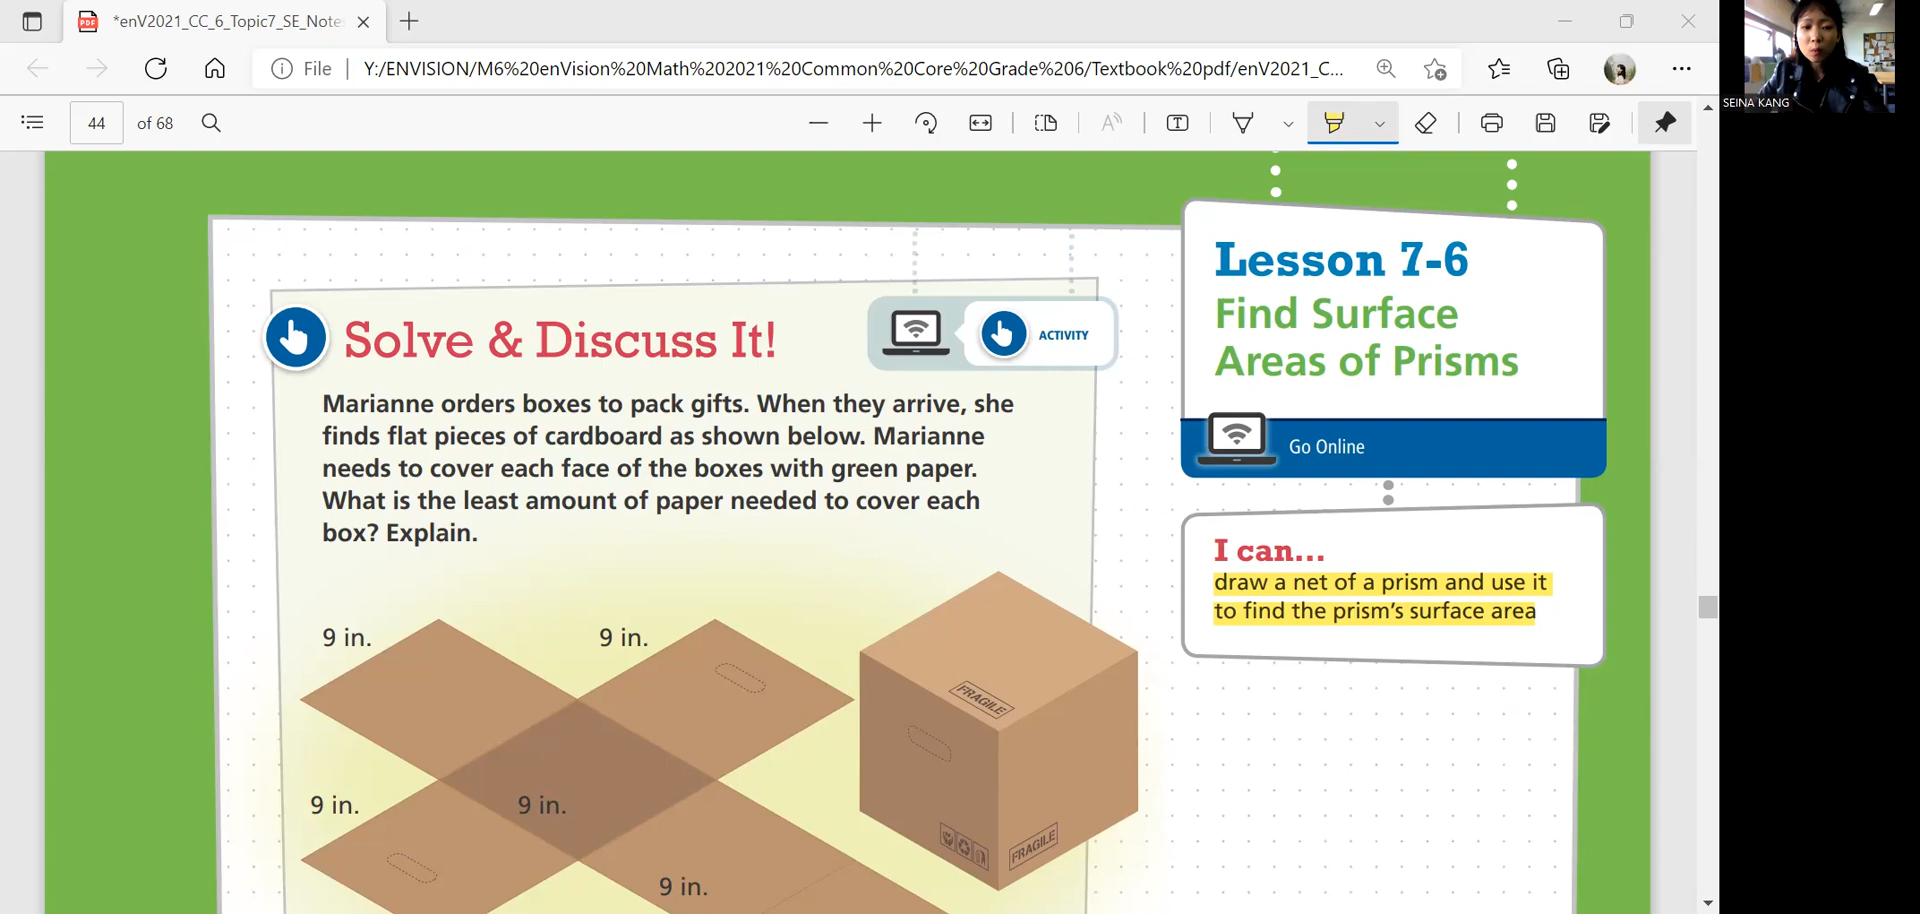 *enV2021_CC_6_Topic7_SE_Note
File
Y:/ENVISION/M6%20enVision%20Math%202021%20Common%20Core%20Grade%206/Textbook%20pdf/enV2021_C...
44 of 68
SEINA KANG
Lesson 7-6
Find Surface
Areas of Prisms
Go Online
I can...
draw a net of a prism and use it
to find the prism's surface area
Solve & Discuss It!
ACTIVITY
Marianne orders boxes to pack gifts. When they arrive, she
finds flat pieces of cardboard as shown below. Marianne
needs to cover each face of the boxes with green paper.
What is the least amount of paper needed to cover each
box? Explain.
9 in.
9 in.
9 in.
9 in.
9 in.
FRAGILE
FRAGILE